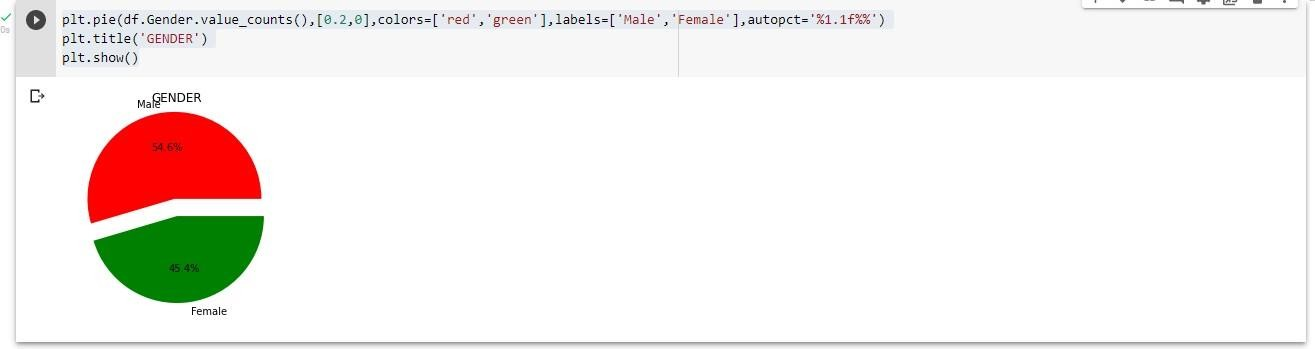 plt.pie(df.Gender.value_counts(),[0.2,0],colors=['red','green'],labels=['Male','Female'],autopct='%1.1f%%')
plt.title('GENDER')
plt.show()
0s
GENDER
Male
54.6%
45.4%
Female